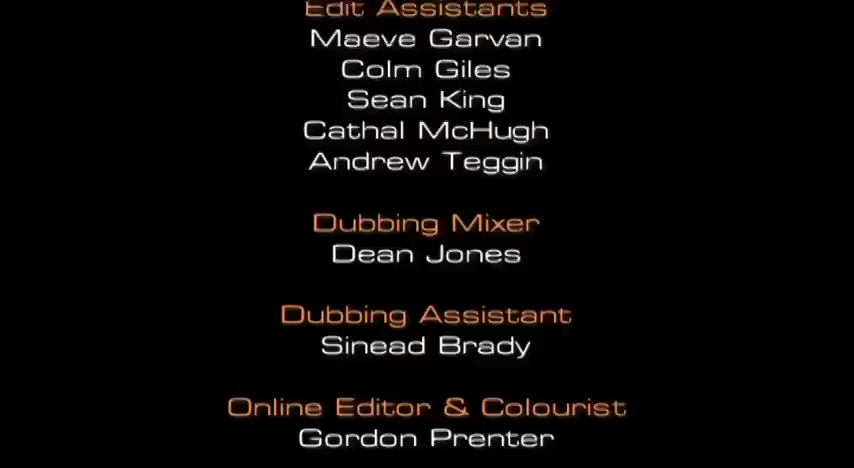 Edit Assistants
Maeve Garvan
Colm Giles
Sean King
Cathal McHugh
Andrew Teggin
Dubbing Mixer
Dean Jones
Dubbing Assistant
Sinead Brady
Online Editor & Colourist
Gordon Prenter